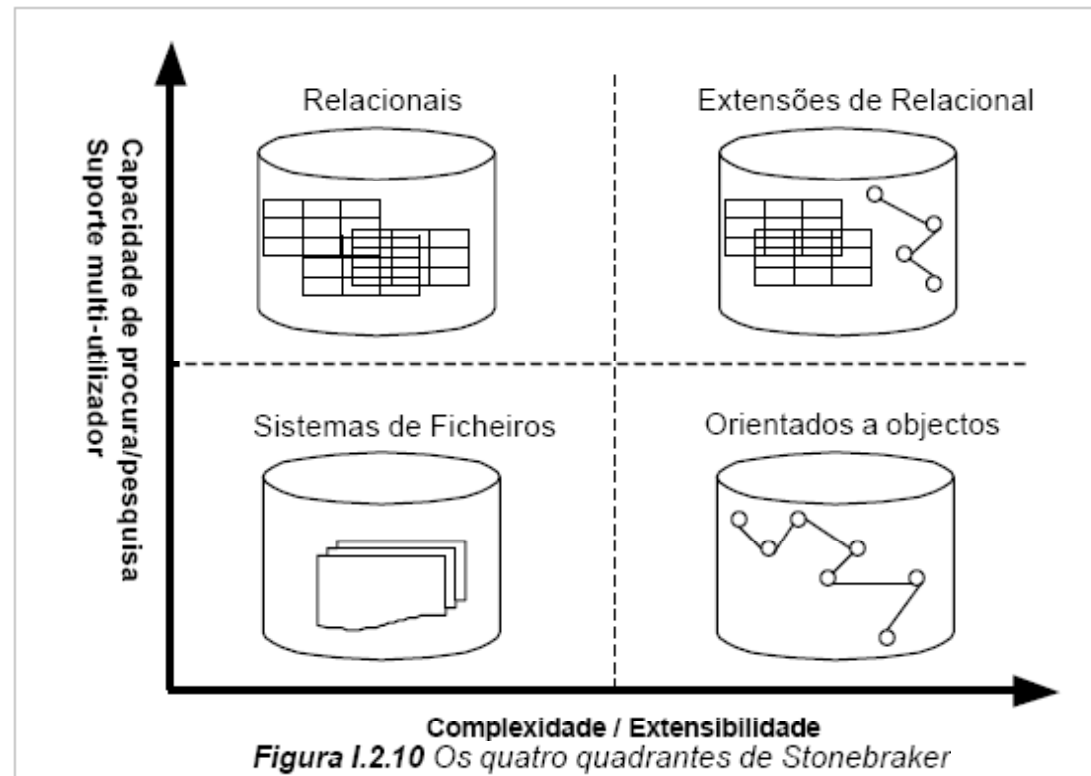 Relacionais
Extensões de Relacional
Capacidade de procura/pesquisa
Suporte multi-utilizador
Sistemas de Ficheiros
Orientados a objectos
Complexidade / Extensibilidade
Figura I.2.10 Os quatro quadrantes de Stonebraker